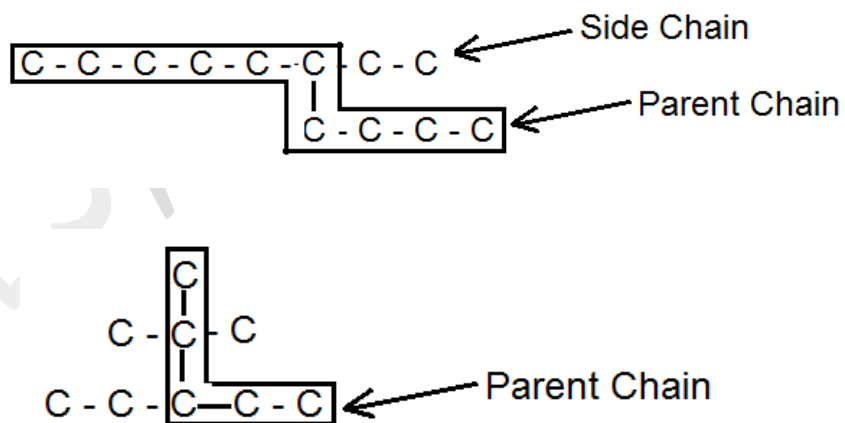 Side Chain
C - C - C - C - C - C - C - C
Parent Chain
C - C - C - C
C
C - C - C
C - C - C — C - C
Parent Chain